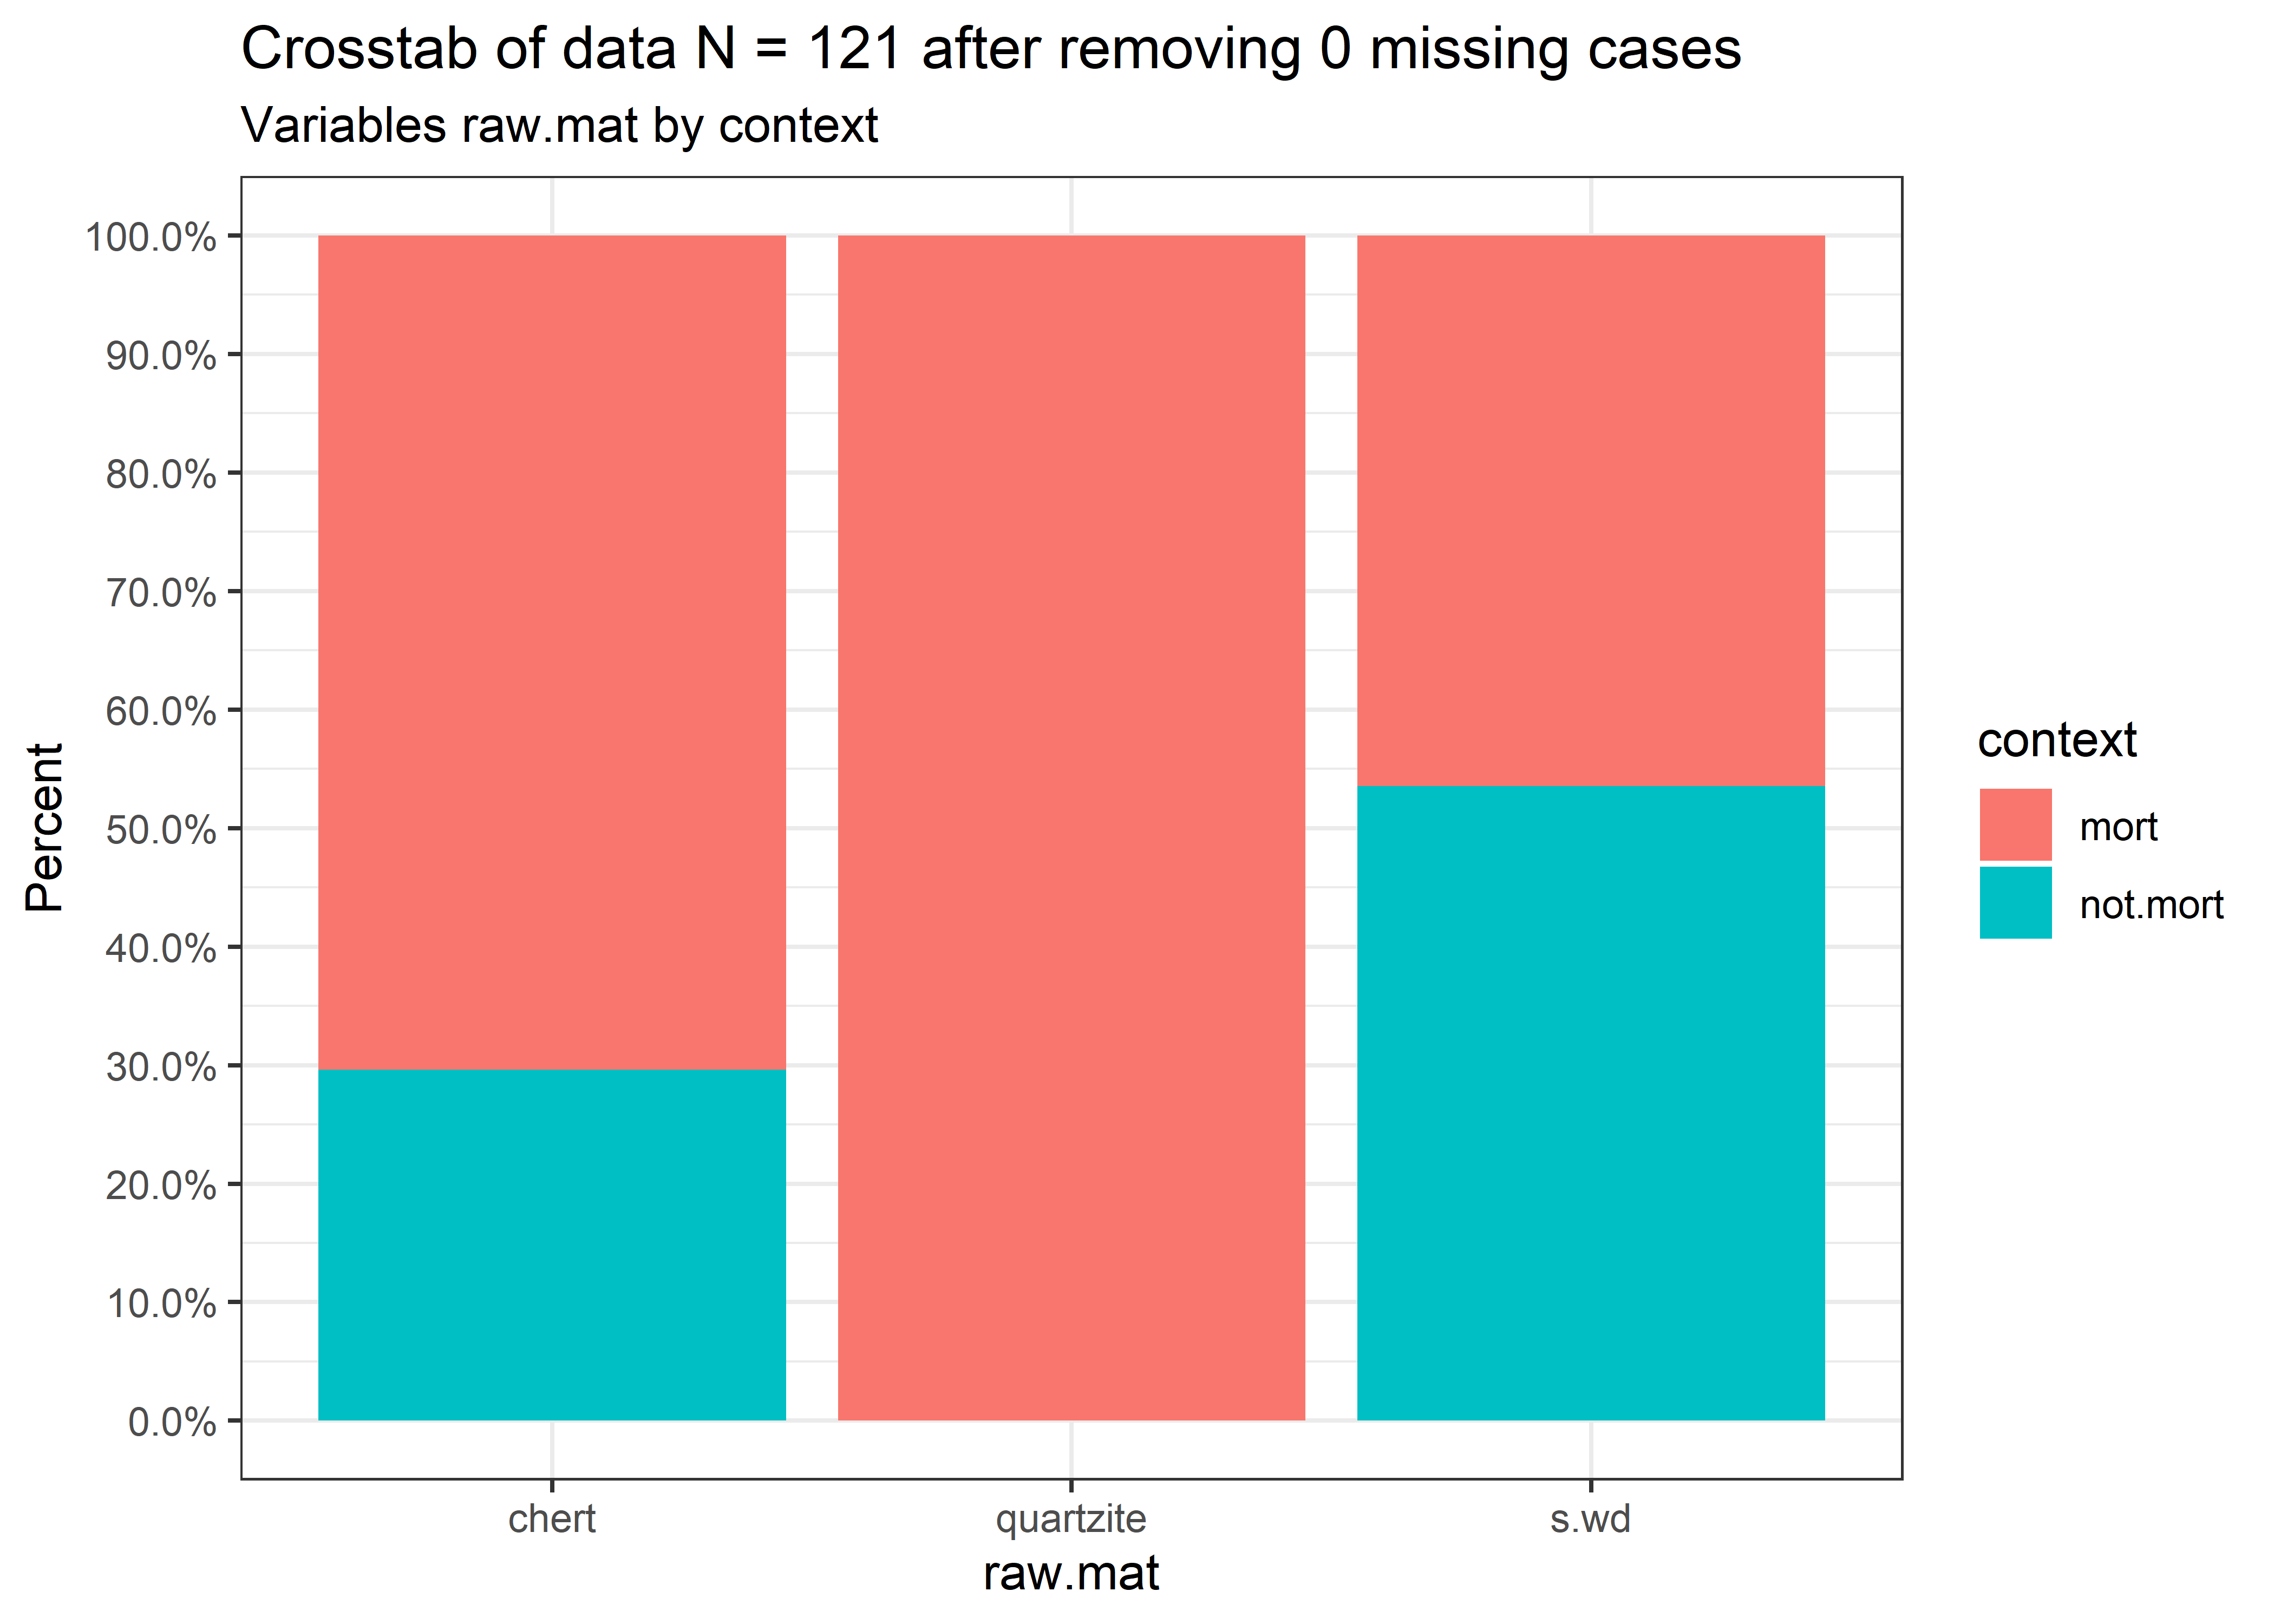 Crosstab of data N = 121 after removing 0 missing cases
Variables raw.mat by context
100.0%
90.0%
80.0%
70.0%
60.0%
50.0%
40.0%
30.0%
20.0%
10.0%
0.0%
Percent
chert
quartzite
s.wd
raw.mat
context
mort
not.mort